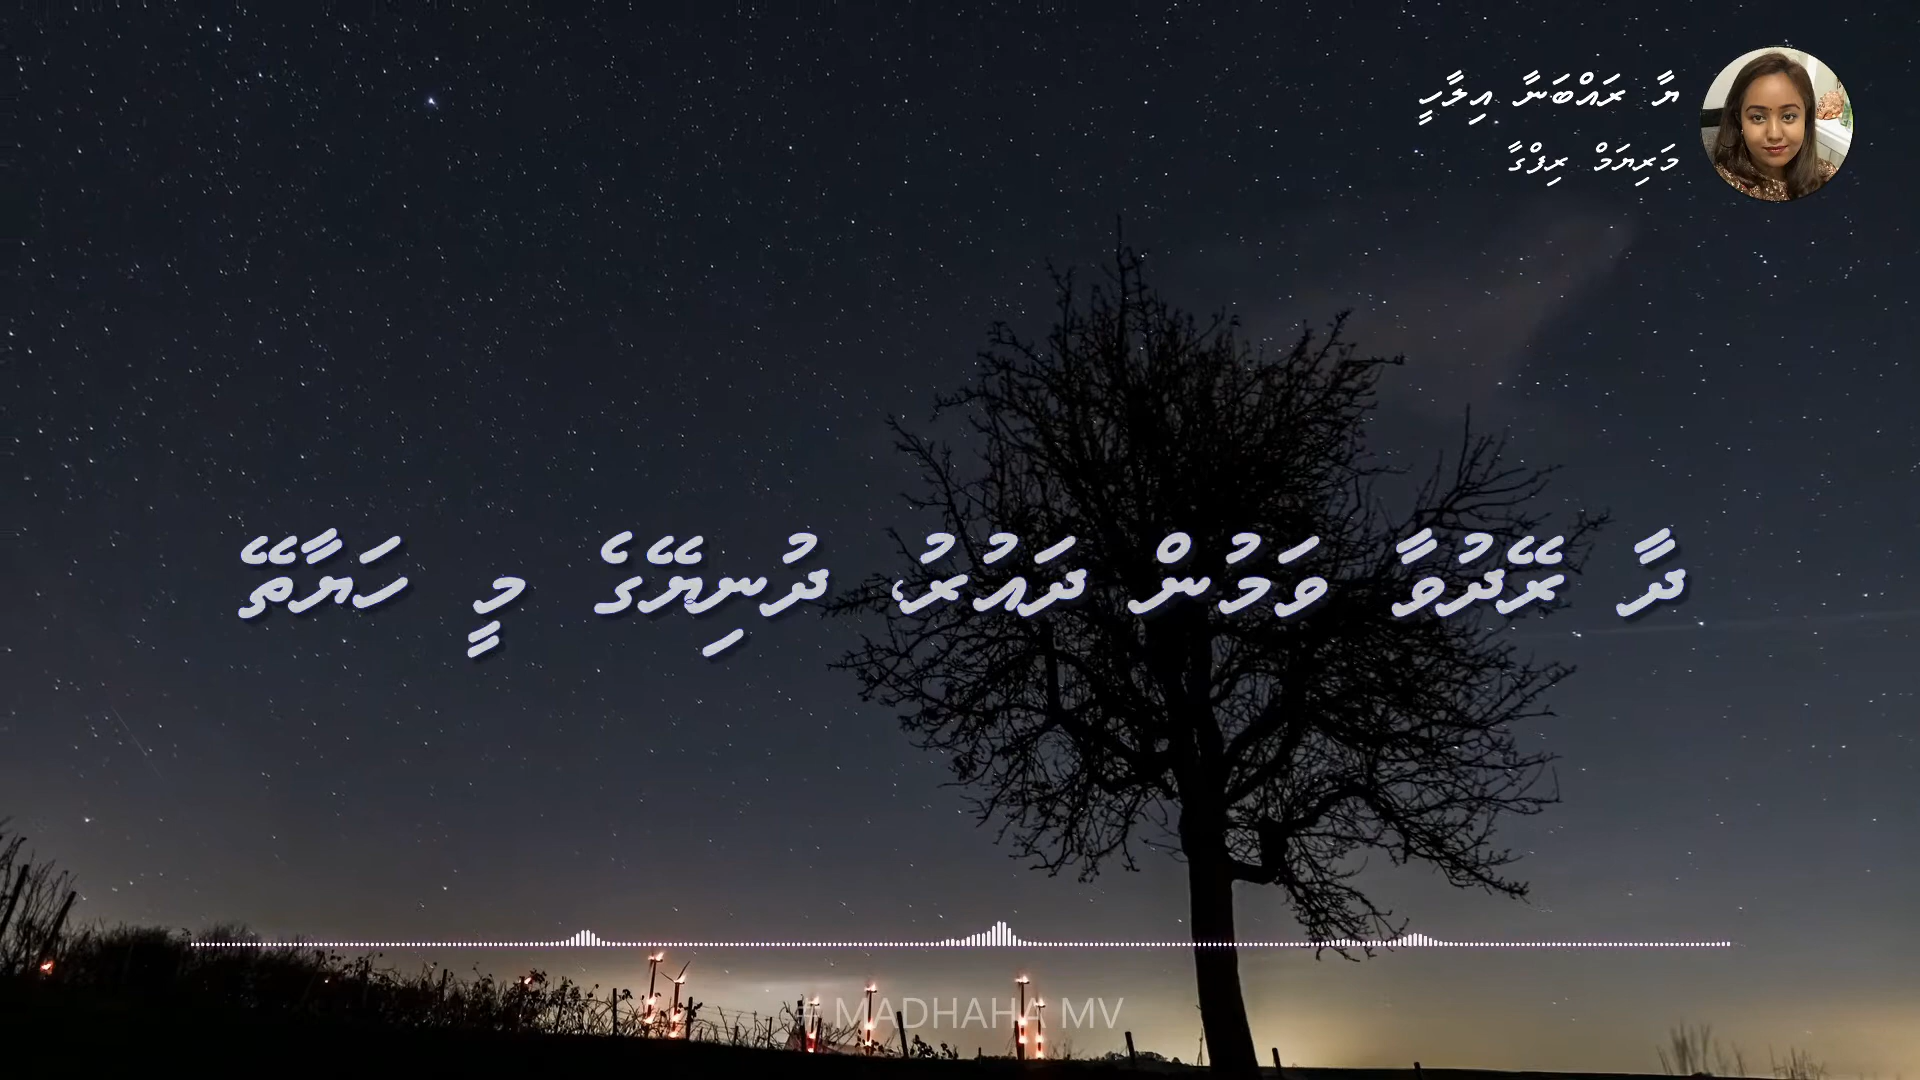 ޔާ ރައްބަނާ އިލާހީ
މަރިޔަމް ރިފްގާ
ދާ ރޭދުވާ ވަމުން ދައުރު، ދުނިޔޭގެ މީ ހަޔާތޭ
# MADHAHA MV